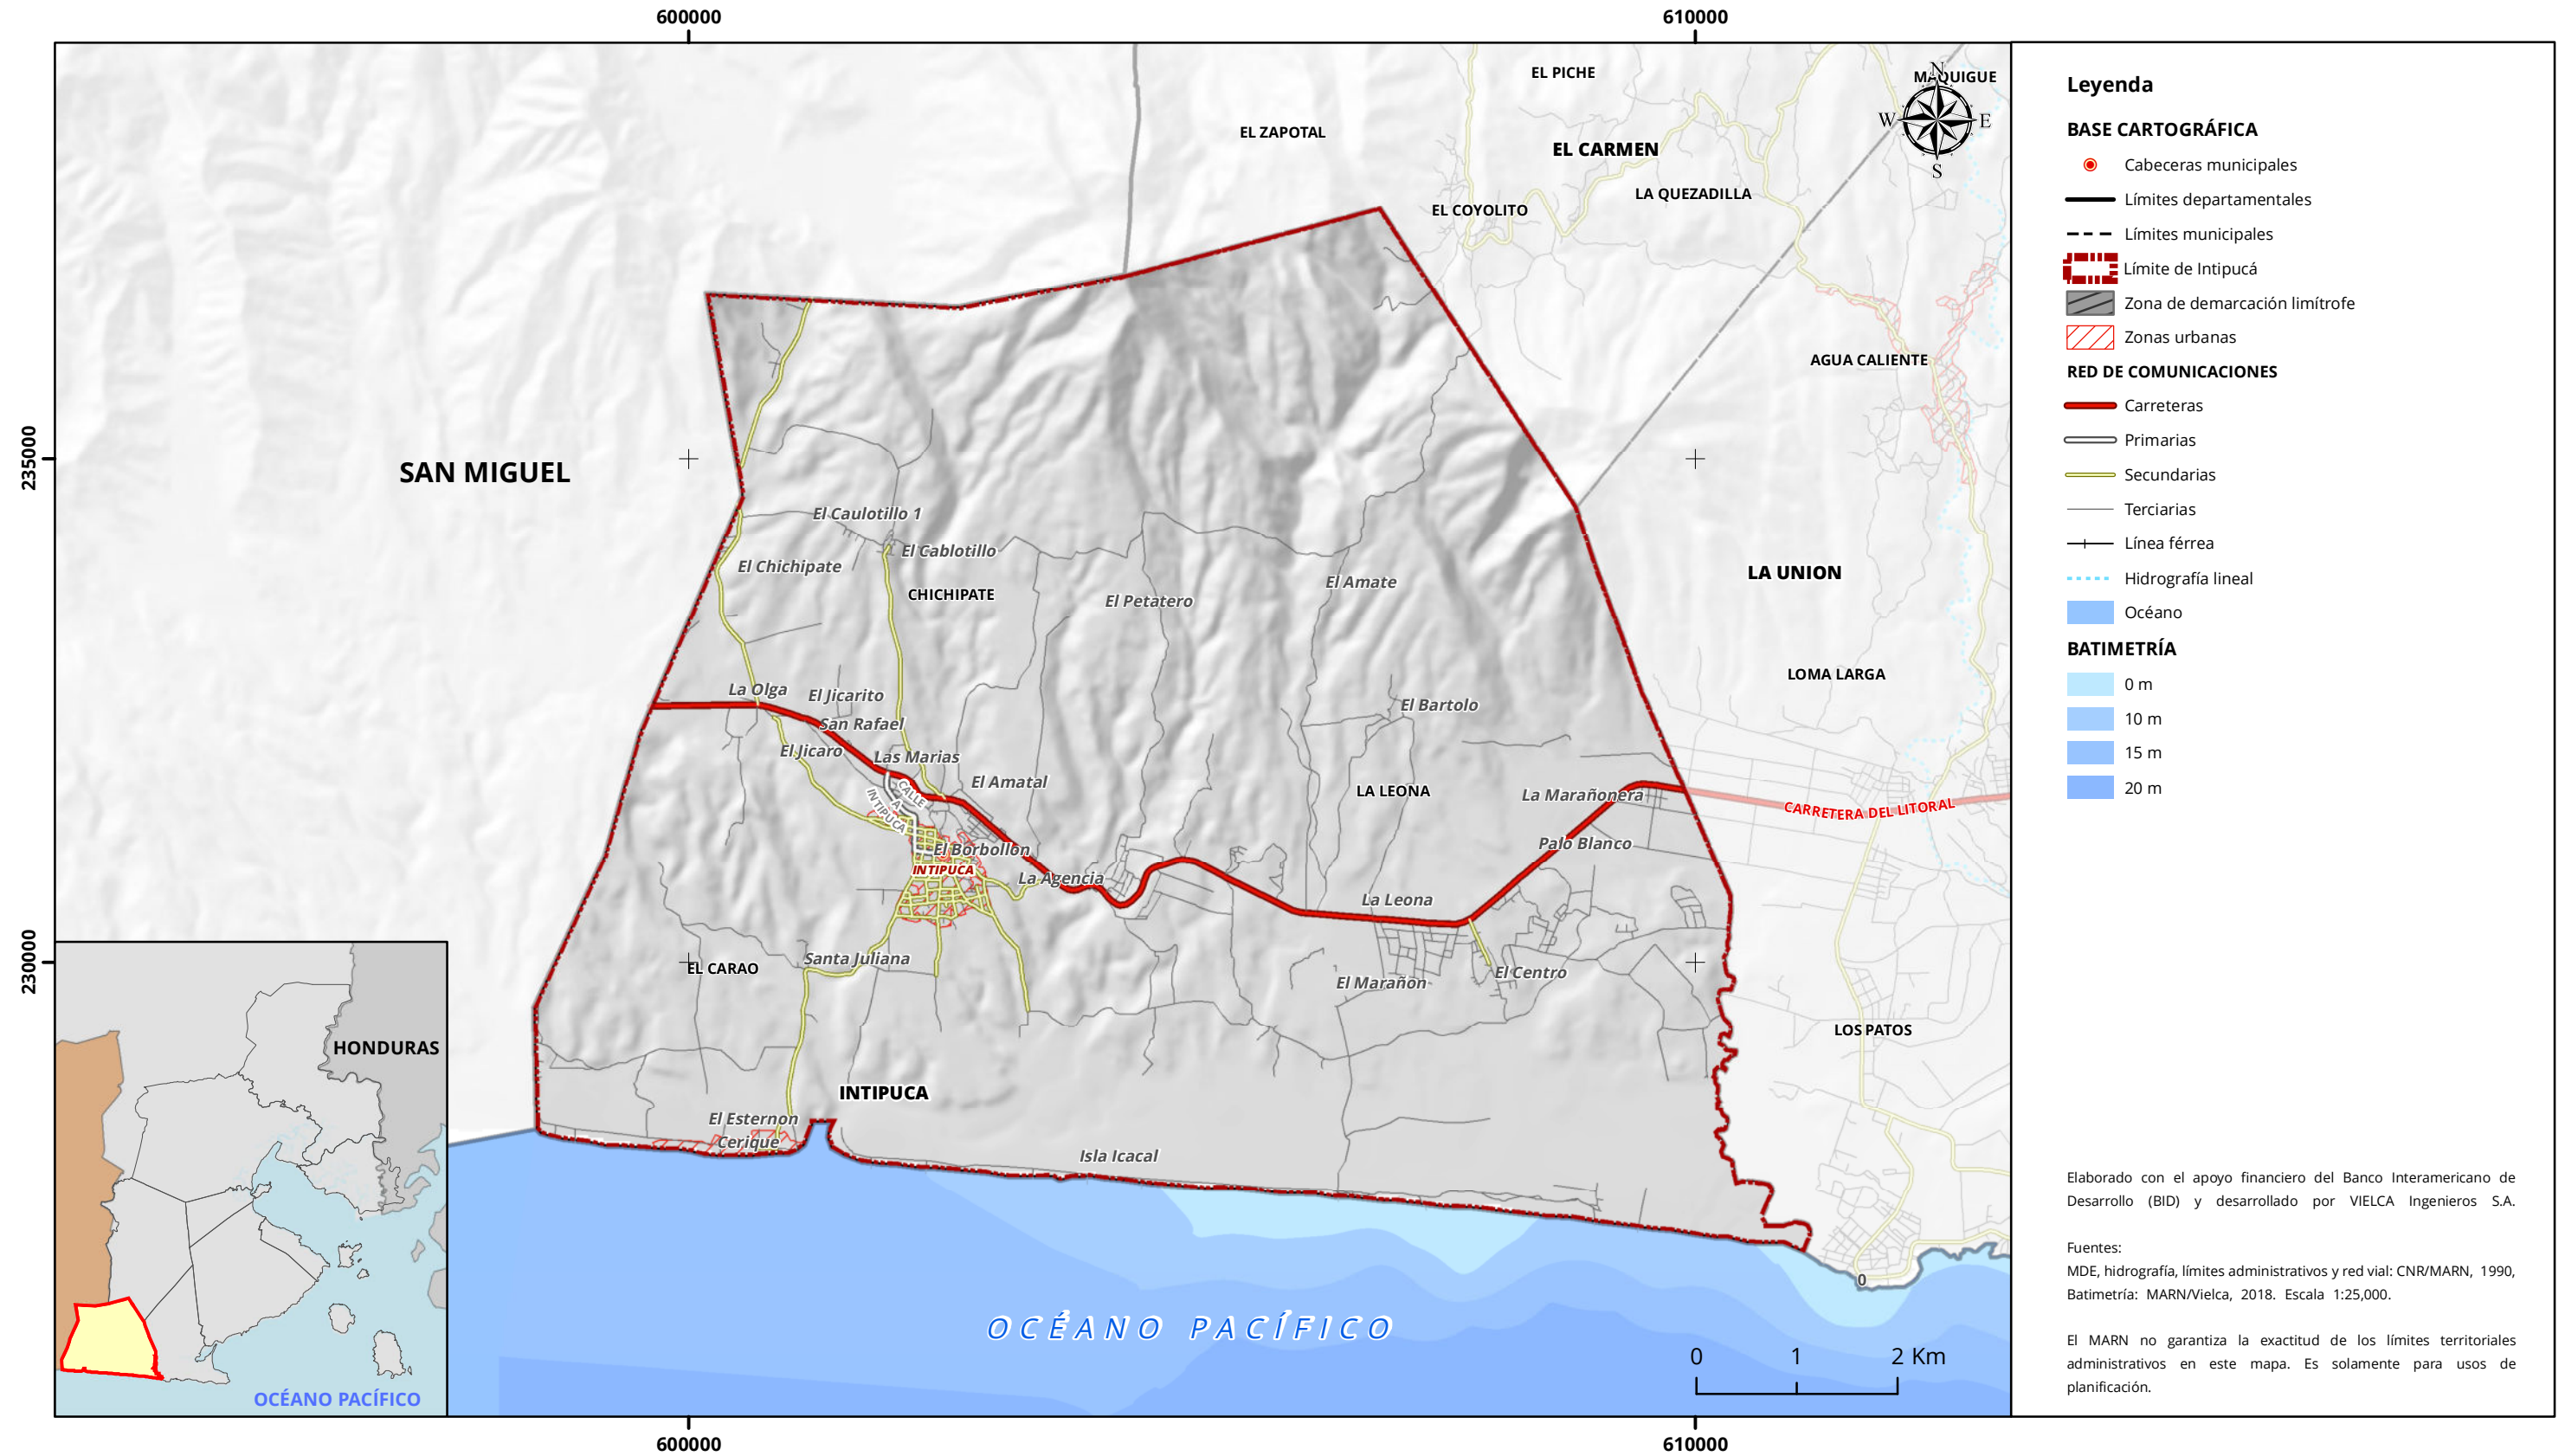 600000
610000
EL PICHE
MAQUIGUE
N
W
E
S
EL ZAPOTAL
EL CARMEN
LA QUEZADILLA
EL COYOLITO
AGUA CALIENTE
235000
SAN MIGUEL
El Caulotillo 1
El Cablotillo
El Chichipate
CHICHIPATE
El Petatero
El Amate
LA UNION
LOMA LARGA
La Olga
El Jicarito
San Rafael
El Bartolo
El Jicaro
Las Marias
El Amatal
CALLE
A
INTIPUCA
LA LEONA
La Marañonera
CARRETERA DEL LITORAL
Palo Blanco
El Borbollon
INTIPUCA
La Agencia
La Leona
230000
Santa Juliana
EL CARAO
El Centro
El Marañon
LOS PATOS
INTIPUCA
El Esternon
Cerique
Isla Icacal
0
OCÉANO PACÍFICO
0 1 2 Km
HONDURAS
OCÉANO PACÍFICO
600000
610000
Leyenda
BASE CARTOGRÁFICA
Cabeceras municipales
Límites departamentales
Límites municipales
Límite de Intipucá
Zona de demarcación limítrofe
Zonas urbanas
RED DE COMUNICACIONES
Carreteras
Primarias
Secundarias
Terciarias
Línea férrea
Hidrografía lineal
Océano
BATIMETRÍA
0 m
10 m
15 m
20 m
Elaborado con el apoyo financiero del Banco Interamericano de
Desarrollo (BID) y desarrollado por VIELCA Ingenieros S.A.
Fuentes:
MDE, hidrografía, límites administrativos y red vial: CNR/MARN, 1990,
Batimetría: MARN/Vielca, 2018. Escala 1:25,000.
El MARN no garantiza la exactitud de los límites territoriales
administrativos en este mapa. Es solamente para usos de
planificación.